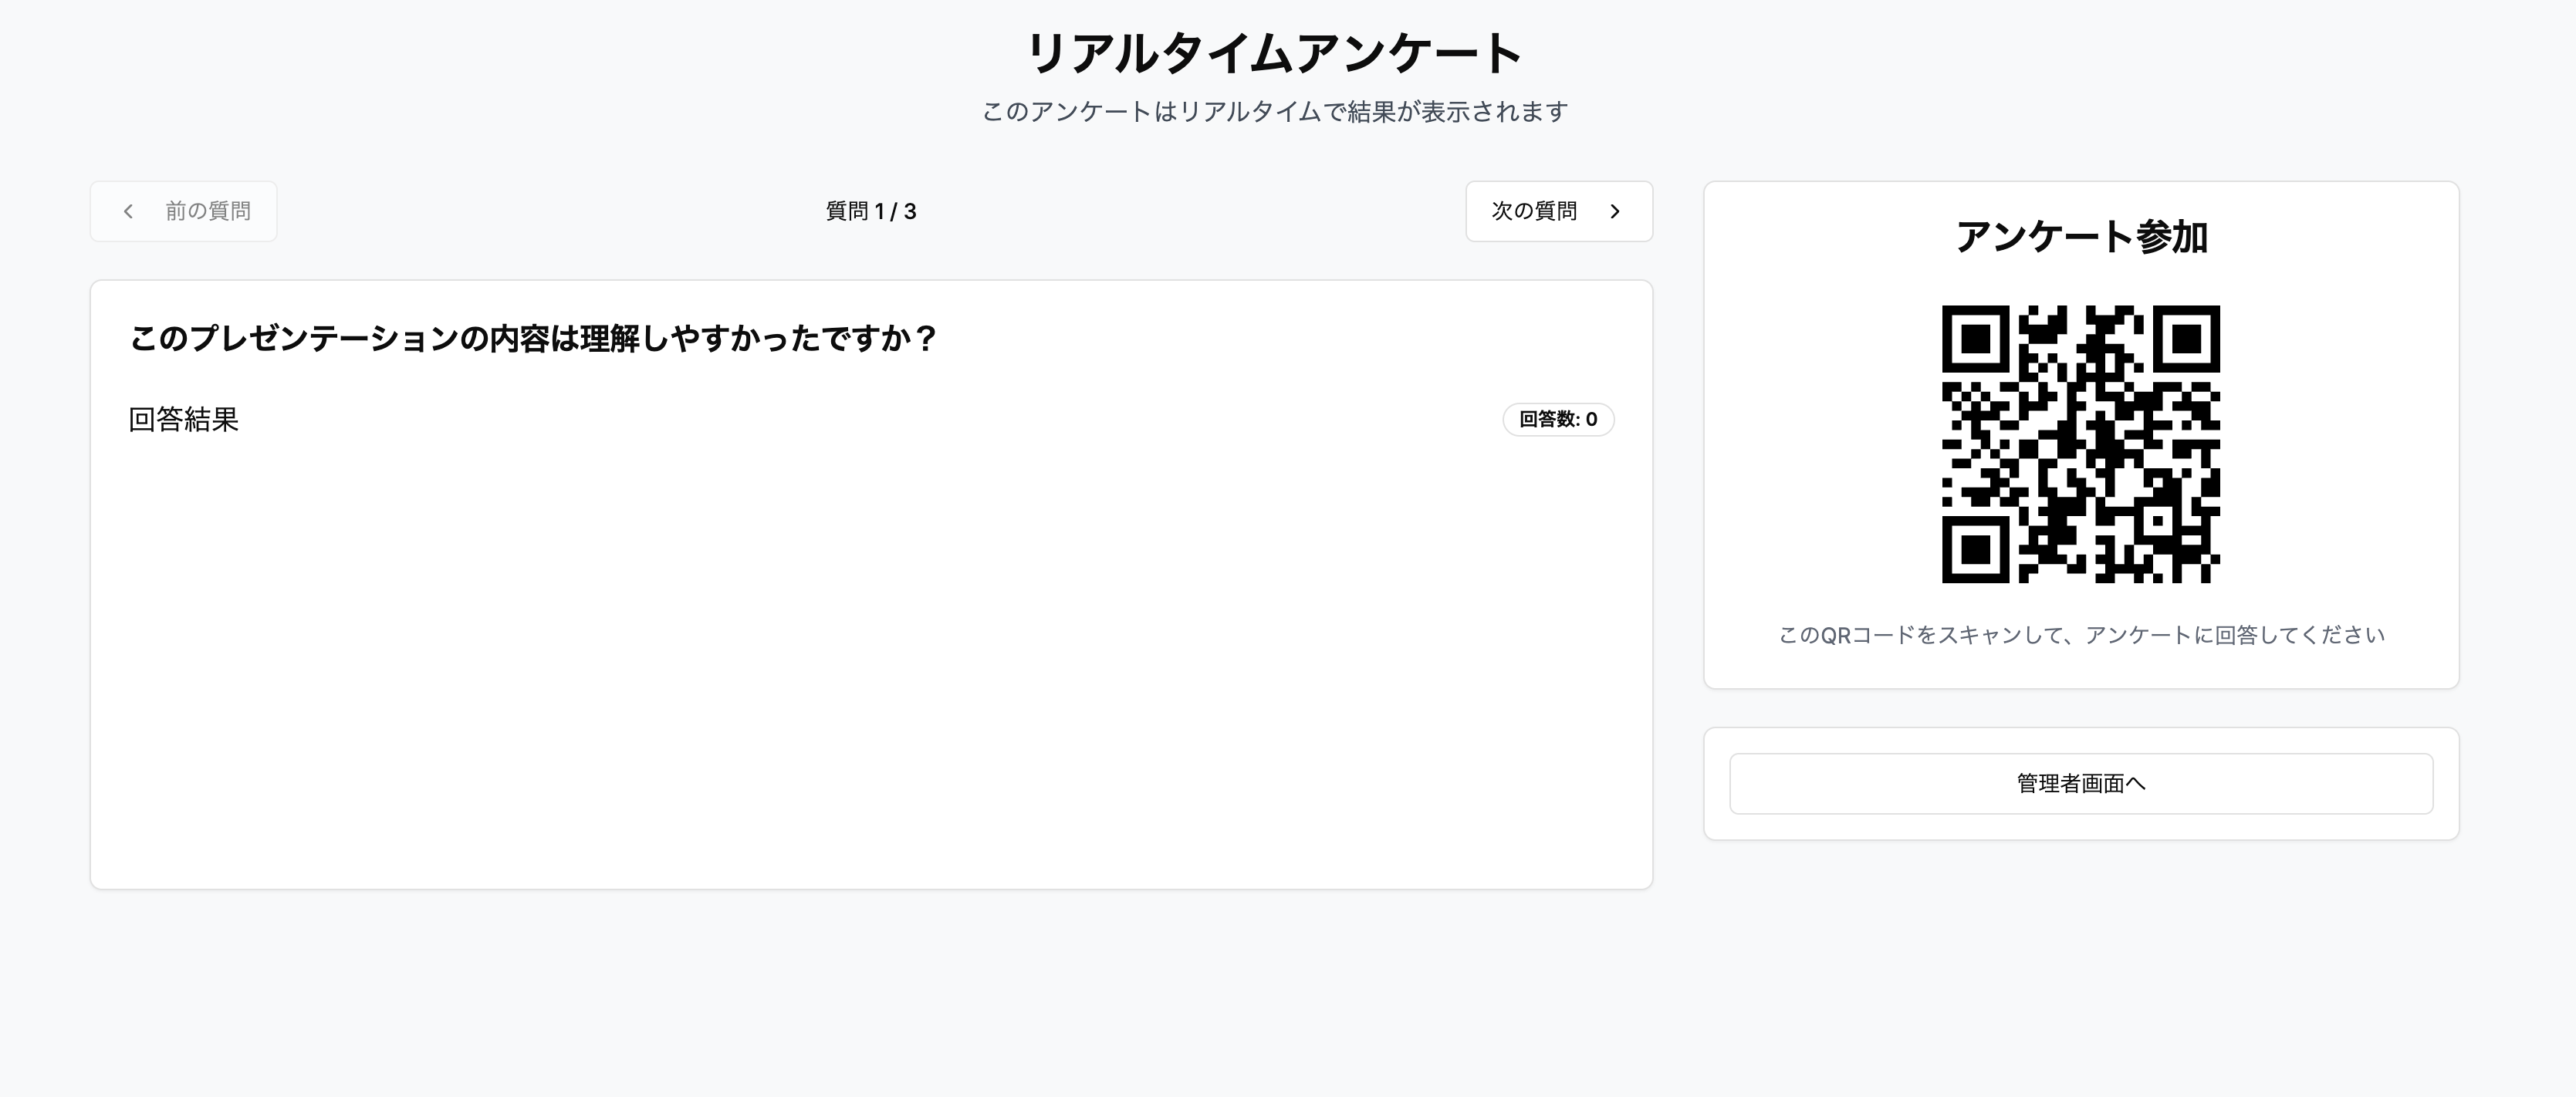 リアルタイムアンケート
このアンケートはリアルタイムで結果が表示されます
前の質問
質問 1 / 3
次の質問
このプレゼンテーションの内容は理解しやすかったですか？
回答結果
回答数: 0
アンケート参加
このQRコードをスキャンして、アンケートに回答してください
管理者画面へ